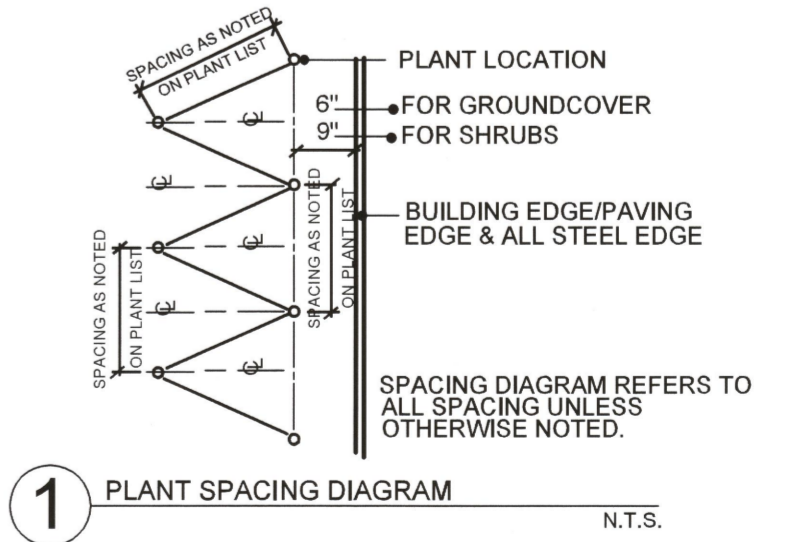 SPACING AS NOTED
ON PLANT LIST
PLANT LOCATION
6"
FOR GROUNDCOVER
9"
FOR SHRUBS
℄
℄
℄
℄
℄
SPACING AS NOTED
ON PLANT LIST
BUILDING EDGE/PAVING
EDGE & ALL STEEL EDGE
SPACING AS NOTED
ON PLANT LIST
SPACING DIAGRAM REFERS TO
ALL SPACING UNLESS
OTHERWISE NOTED.
1
PLANT SPACING DIAGRAM
N.T.S.